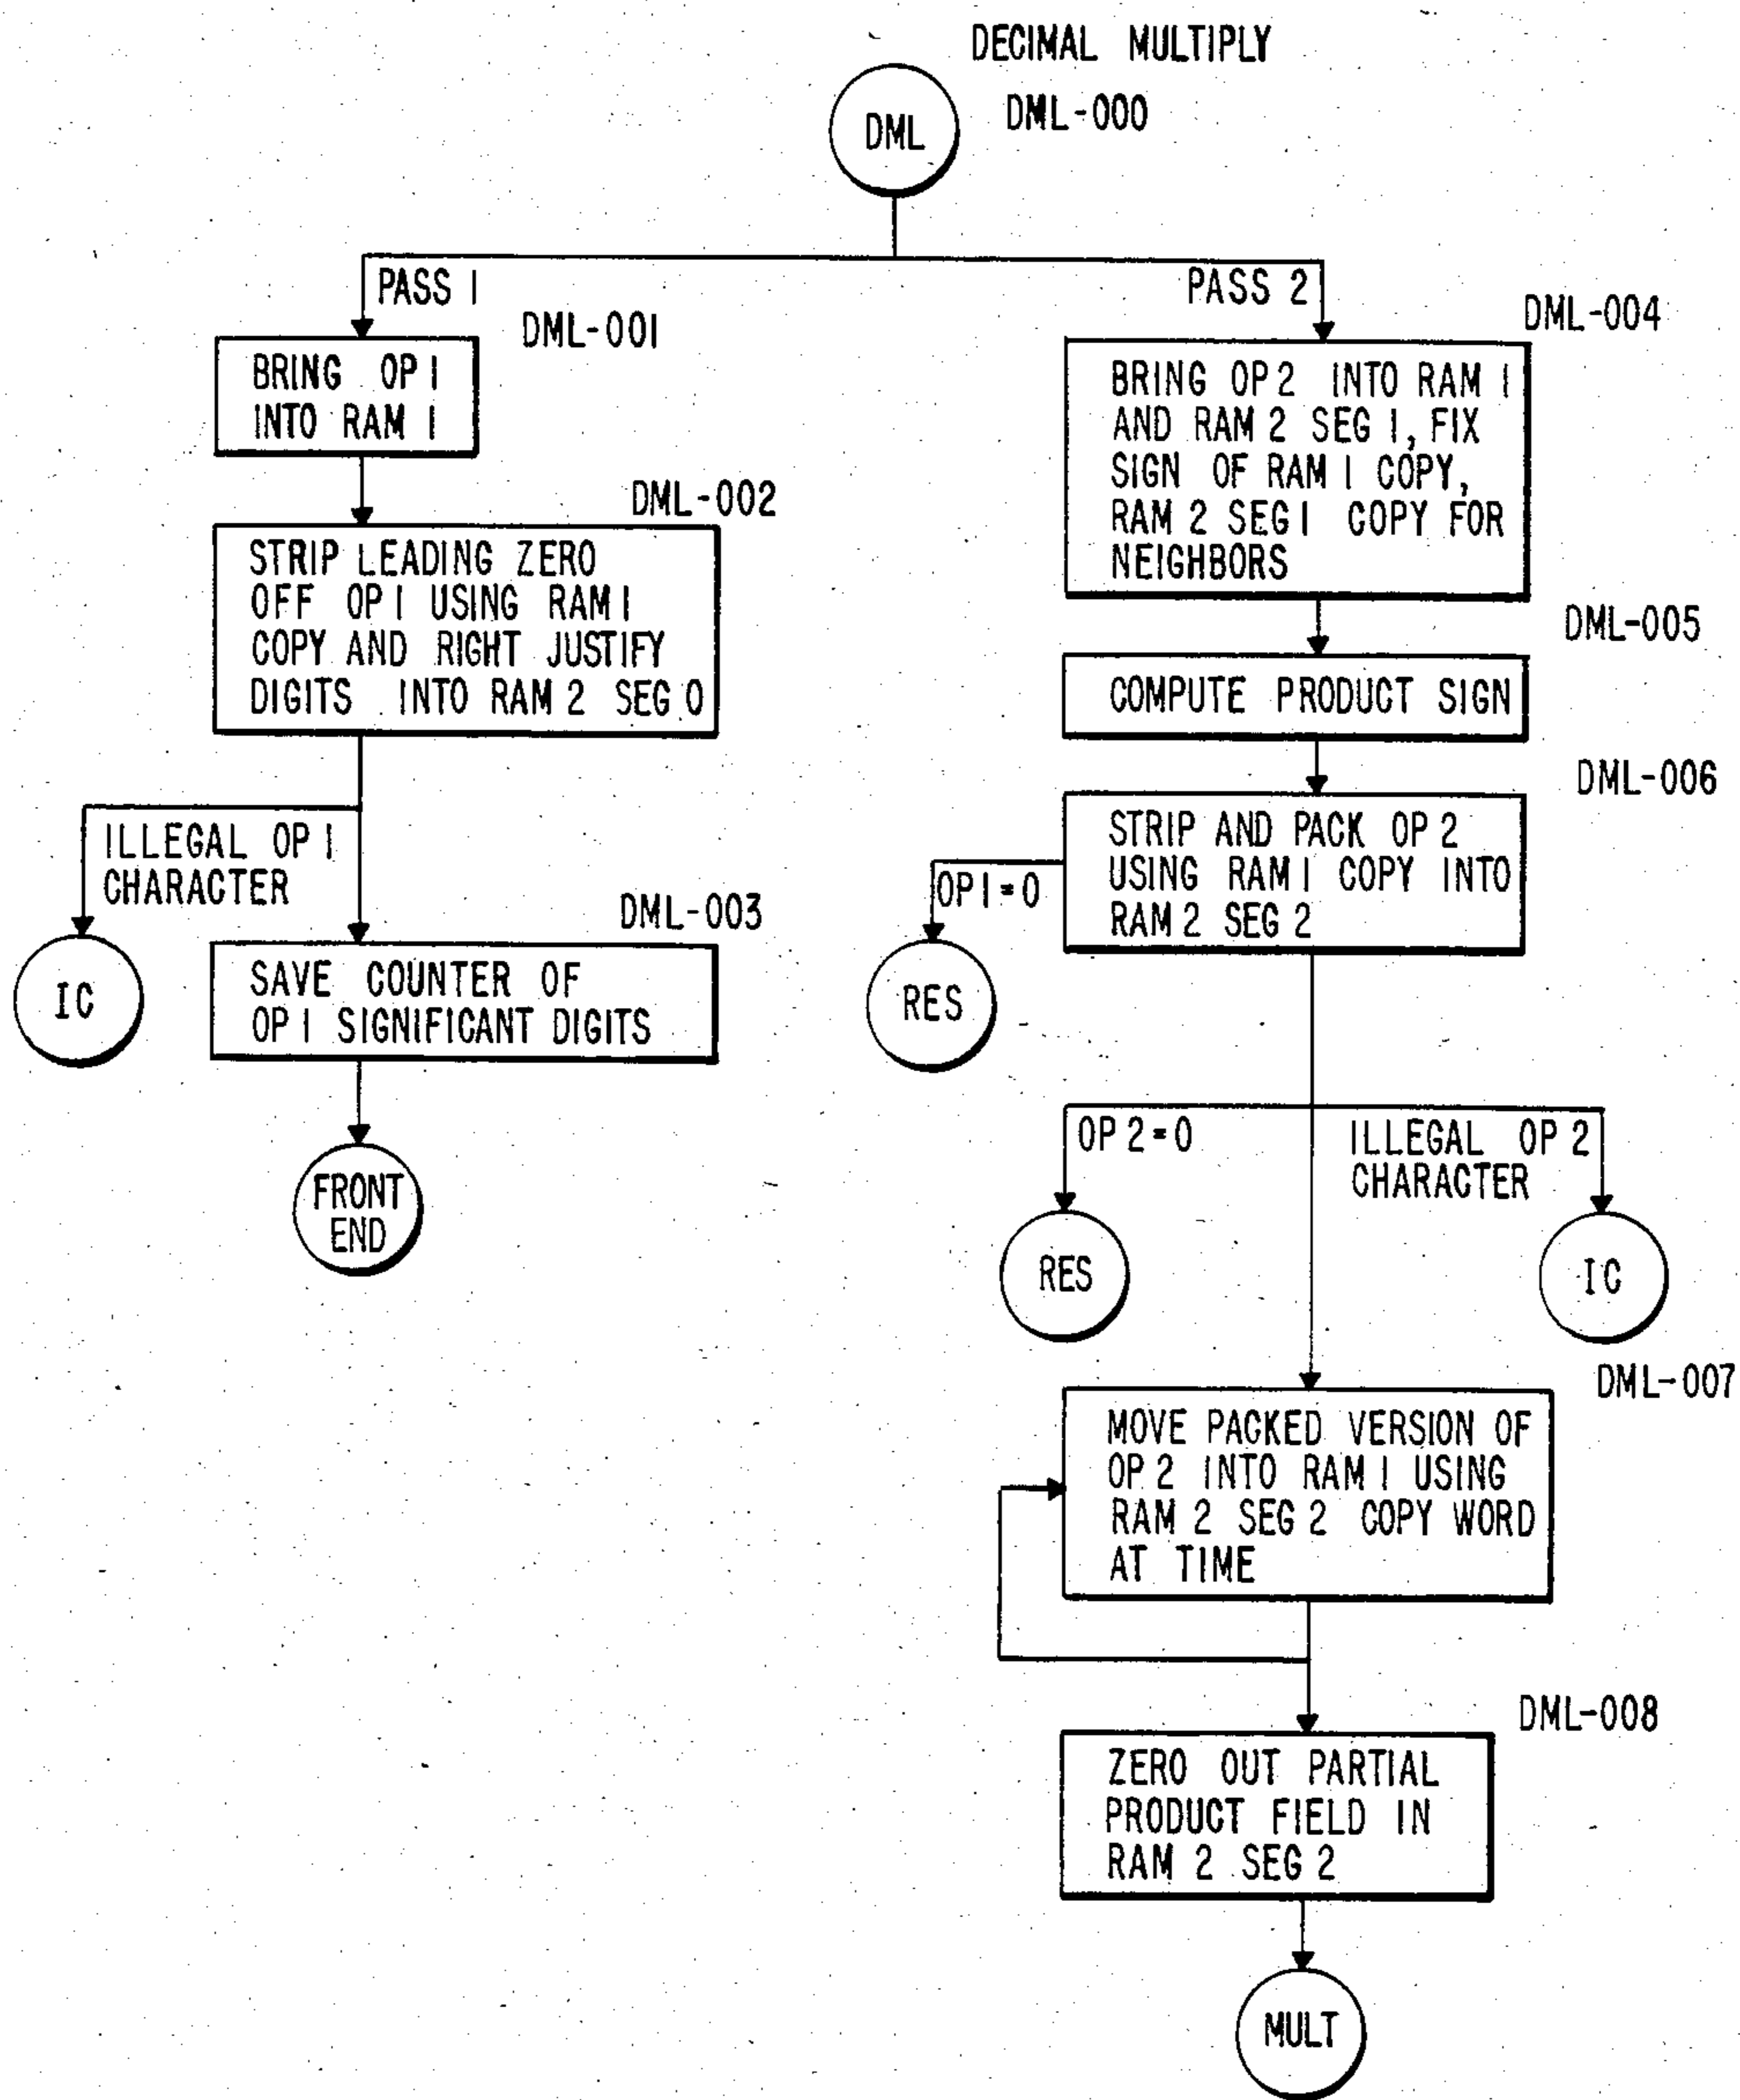 DECIMAL MULTIPLY
DML-000
DML
PASS 1
DML-001
BRING OP 1
INTO RAM 1
DML-002
STRIP LEADING ZERO
OFF OP 1 USING RAM 1
COPY AND RIGHT JUSTIFY
DIGITS INTO RAM 2 SEG 0
ILLEGAL OP 1
CHARACTER
IC
DML-003
SAVE COUNTER OF
OP 1 SIGNIFICANT DIGITS
FRONT
END
PASS 2
DML-004
BRING OP 2 INTO RAM 1
AND RAM 2 SEG 1, FIX
SIGN OF RAM 1 COPY,
RAM 2 SEG 1 COPY FOR
NEIGHBORS
DML-005
COMPUTE PRODUCT SIGN
DML-006
STRIP AND PACK OP 2
USING RAM 1 COPY INTO
RAM 2 SEG 2
OP 1 = 0
RES
OP 2 = 0
RES
ILLEGAL OP 2
CHARACTER
IC
DML-007
MOVE PACKED VERSION OF
OP 2 INTO RAM 1 USING
RAM 2 SEG 2 COPY WORD
AT TIME
DML-008
ZERO OUT PARTIAL
PRODUCT FIELD IN
RAM 2 SEG 2
MULT